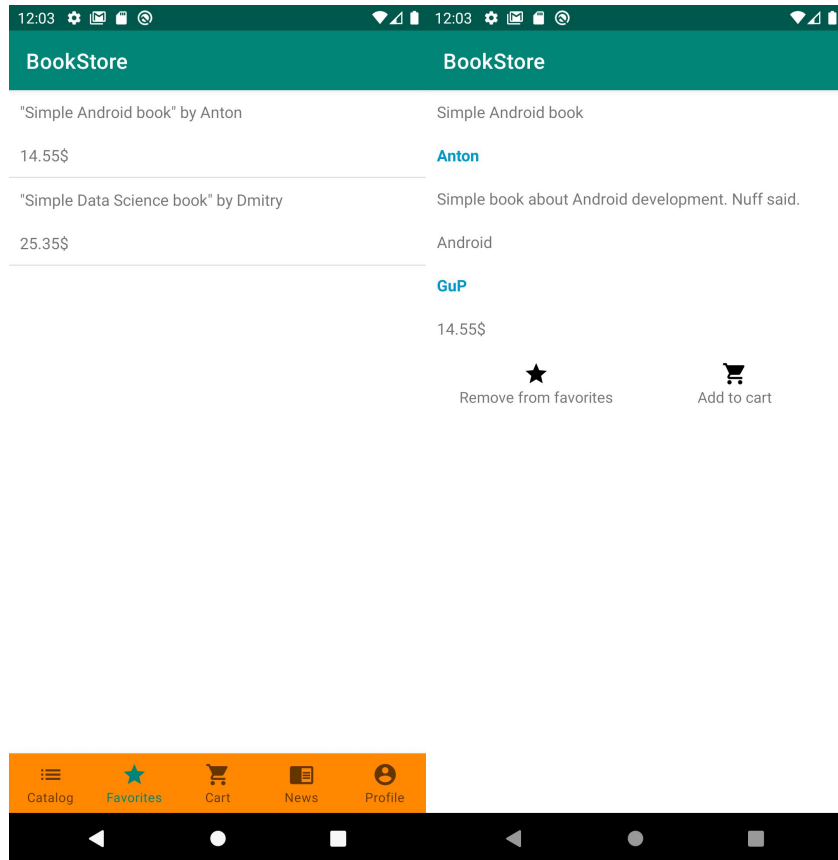 12:03
BookStore
"Simple Android book" by Anton
14.55$
"Simple Data Science book" by Dmitry
25.35$
Catalog
Favorites
Cart
News
Profile
12:03
BookStore
Simple Android book
Anton
Simple book about Android development. Nuff said.
Android
GuP
14.55$
Remove from favorites
Add to cart